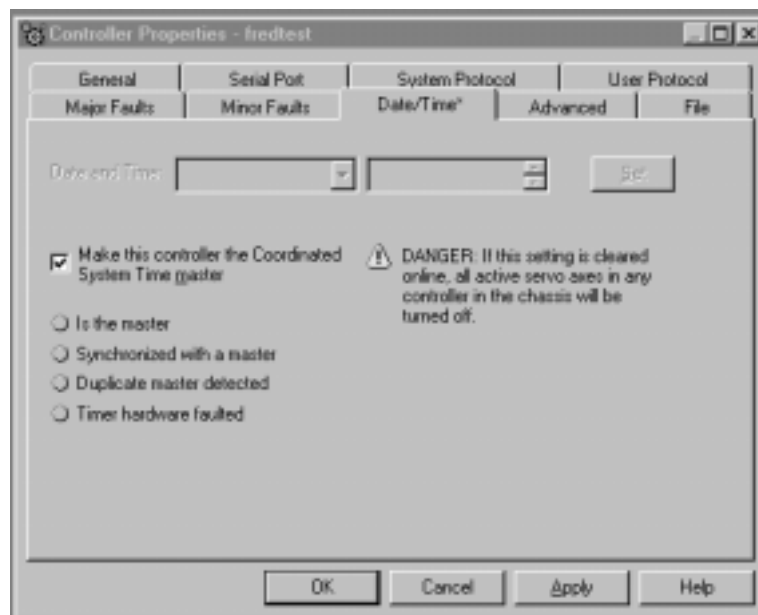 Controller Properties - fredtest
General Serial Port System Protocol User Protocol
Major Faults Minor Faults Date/Time* Advanced File
Date and Time: Set
Make this controller the Coordinated
System Time master
DANGER: If this setting is cleared
online, all active servo axes in any
controller in the chassis will be
turned off.
Is the master
Synchronized with a master
Duplicate master detected
Timer hardware faulted
OK Cancel Apply Help